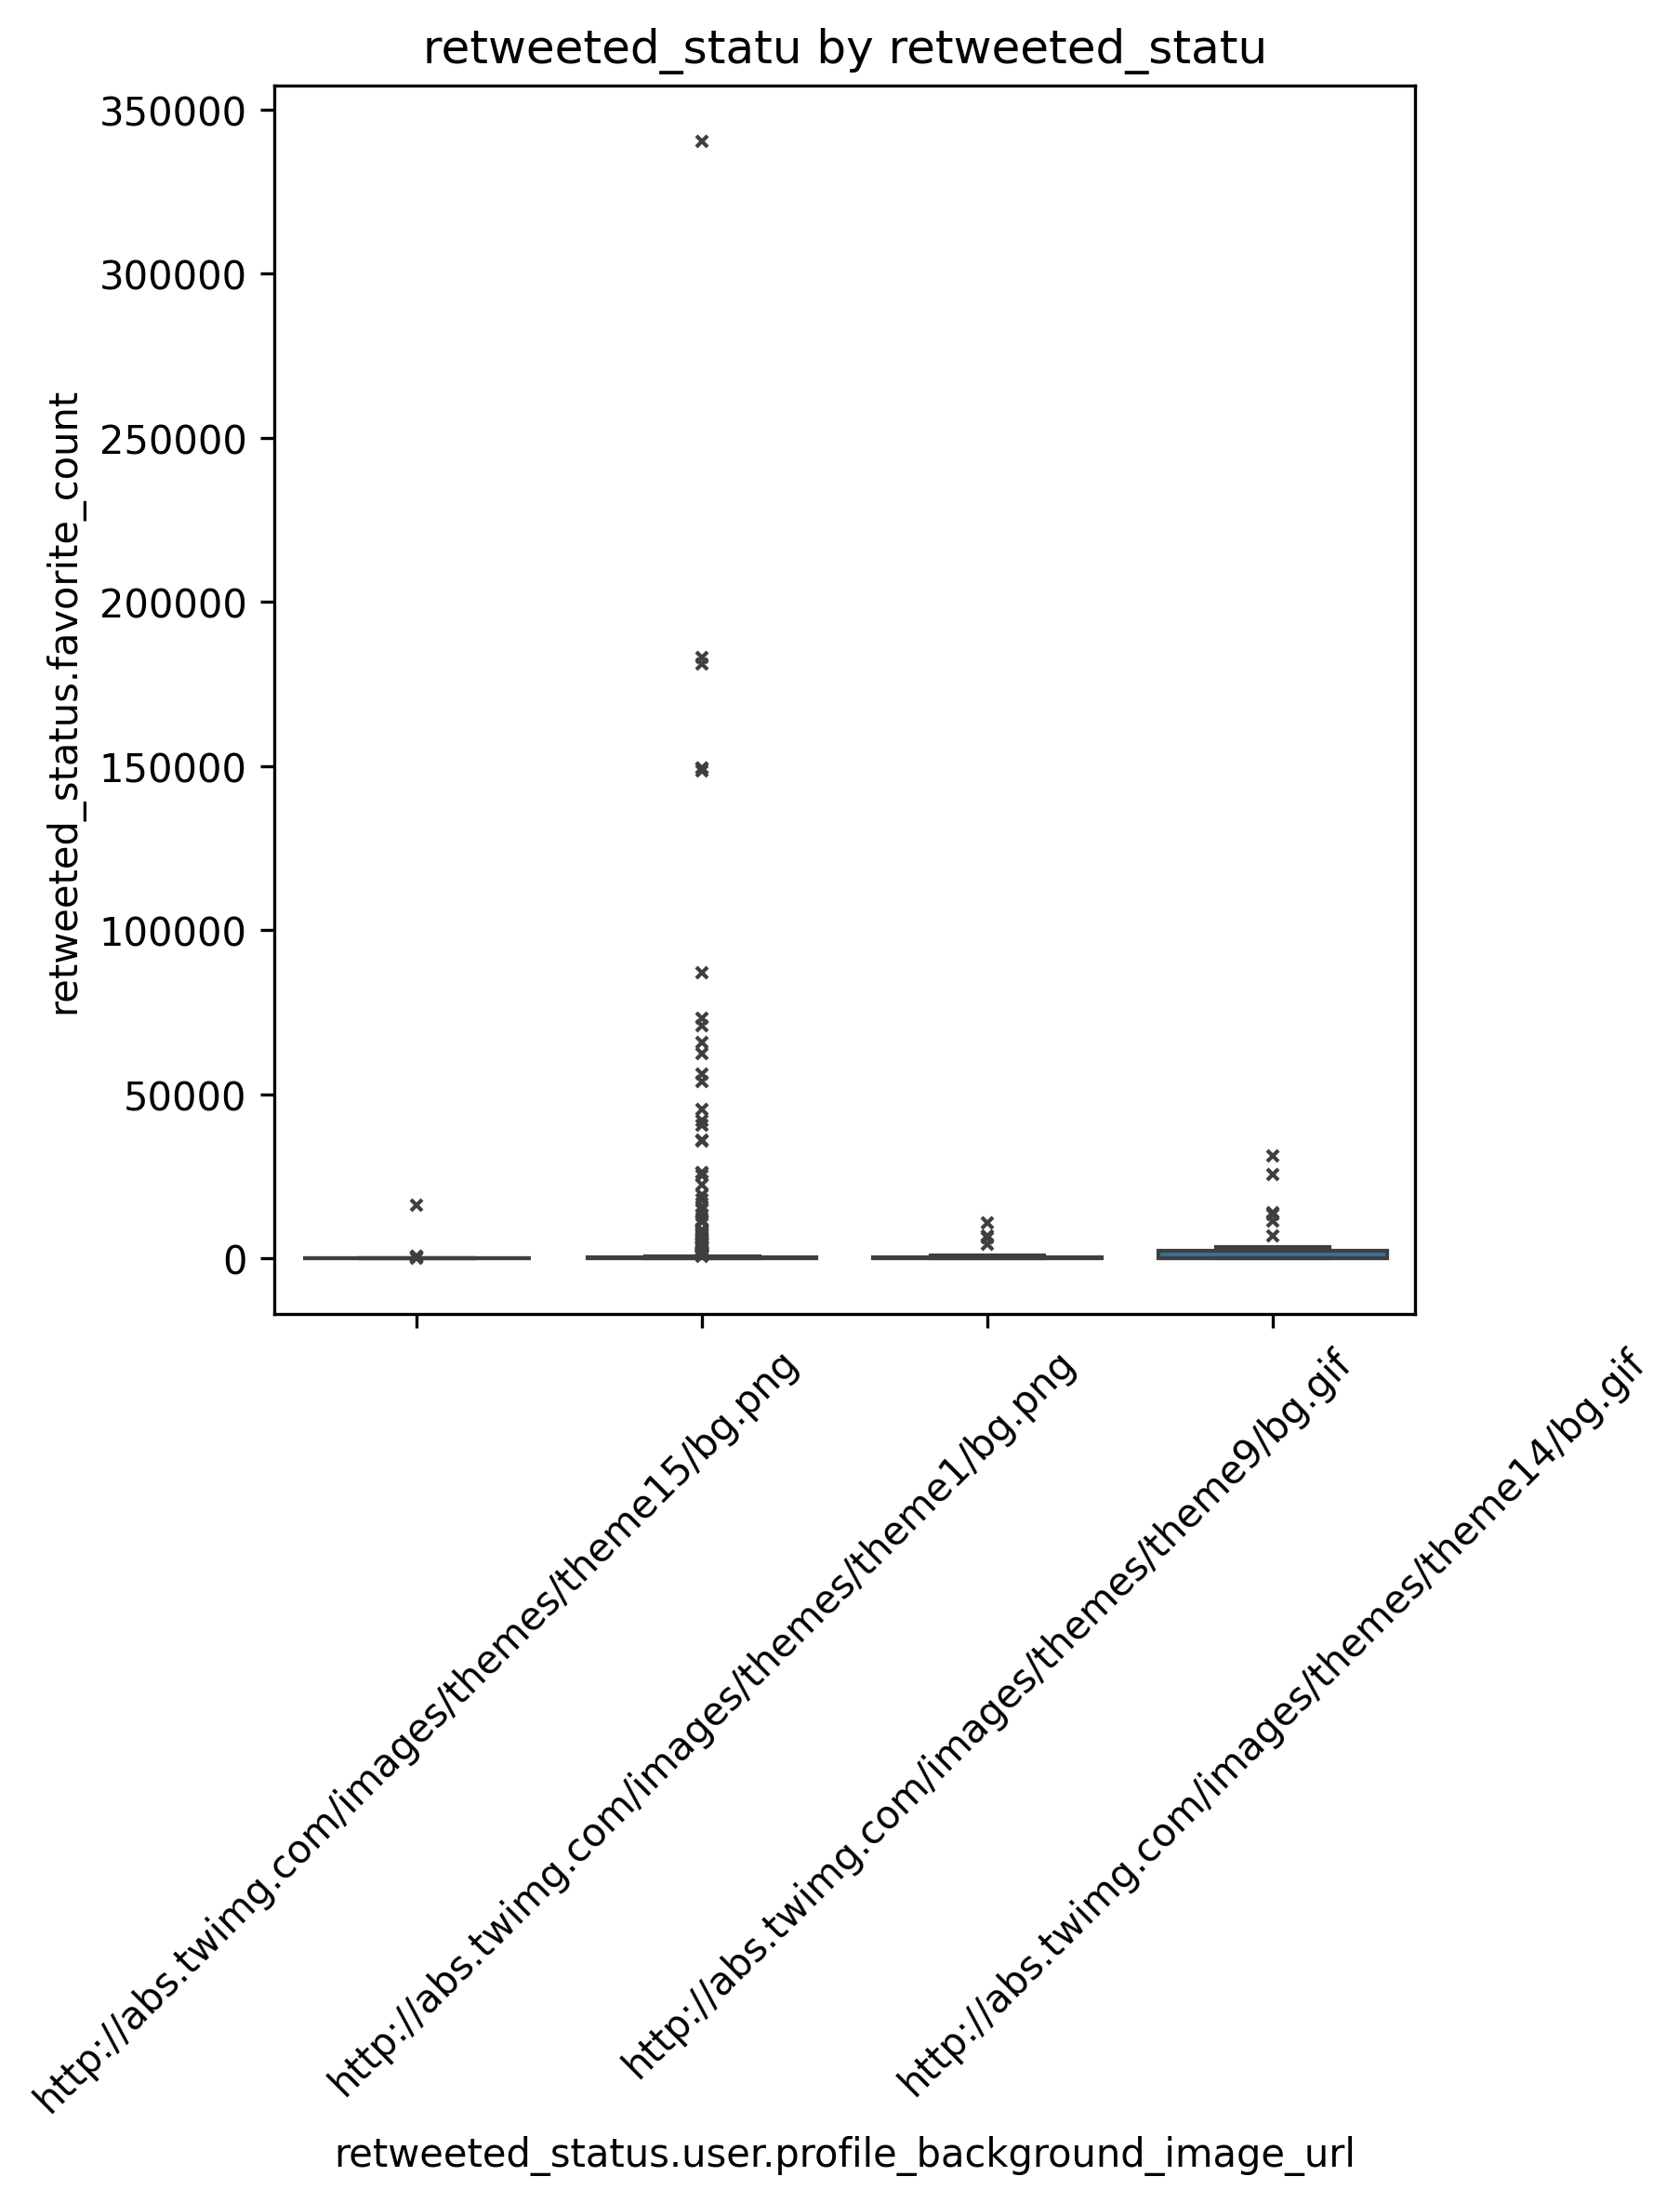 retweeted_statu by retweeted_statu
350000
300000
250000
200000
150000
100000
50000
0
retweeted_status.favorite_count
http://abs.twimg.com/images/themes/theme15/bg.png
http://abs.twimg.com/images/themes/theme1/bg.png
http://abs.twimg.com/images/themes/theme9/bg.gif
http://abs.twimg.com/images/themes/theme14/bg.gif
retweeted_status.user.profile_background_image_url